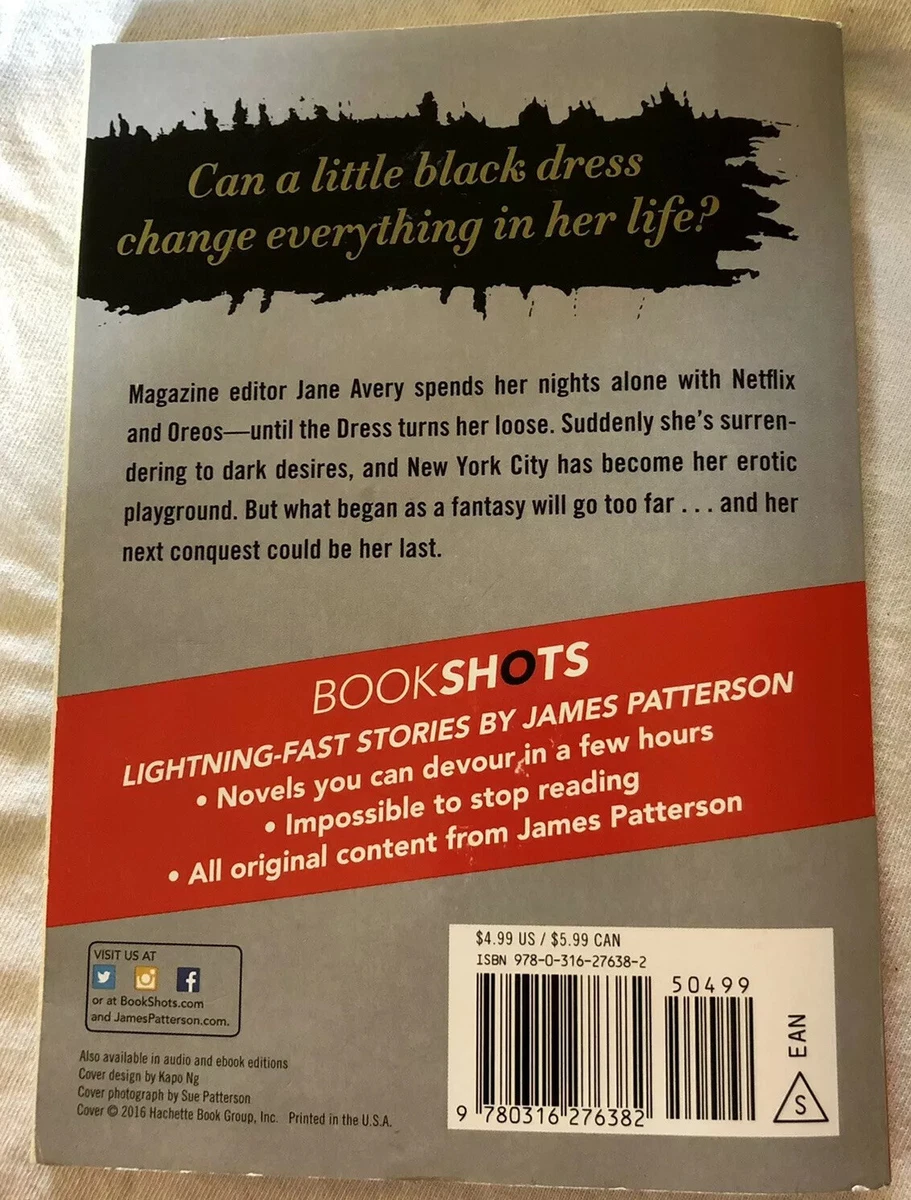 Can a little black dress
change everything in her life?
Magazine editor Jane Avery spends her nights alone with Netflix
and Oreos—until the Dress turns her loose. Suddenly she's surren-
dering to dark desires, and New York City has become her erotic
playground. But what began as a fantasy will go too far . . . and her
next conquest could be her last.
BOOKSHOTS
LIGHTNING-FAST STORIES BY JAMES PATTERSON
• Novels you can devour in a few hours
• Impossible to stop reading
• All original content from James Patterson
VISIT US AT
or at BookShots.com
and JamesPatterson.com.
Also available in audio and ebook editions
Cover design by Kapo Ng
Cover photograph by Sue Patterson
Cover © 2016 Hachette Book Group, Inc. Printed in the U.S.A.
$4.99 US / $5.99 CAN
ISBN 978-0-316-27638-2
50499
9 780316 276382
EAN
S